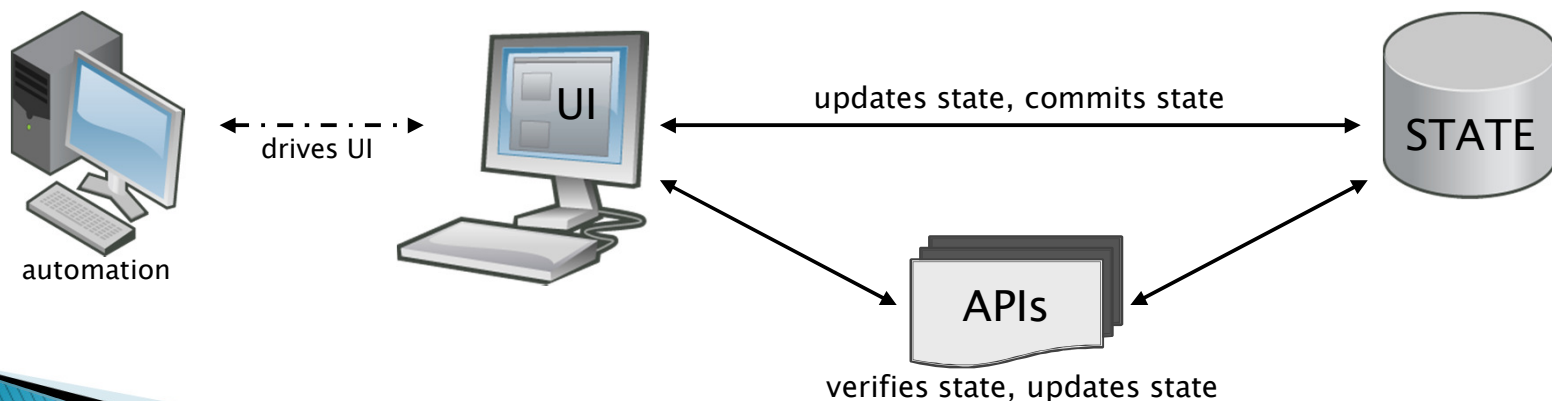 UI
updates state, commits state
STATE
drives UI
automation
APIs
verifies state, updates state